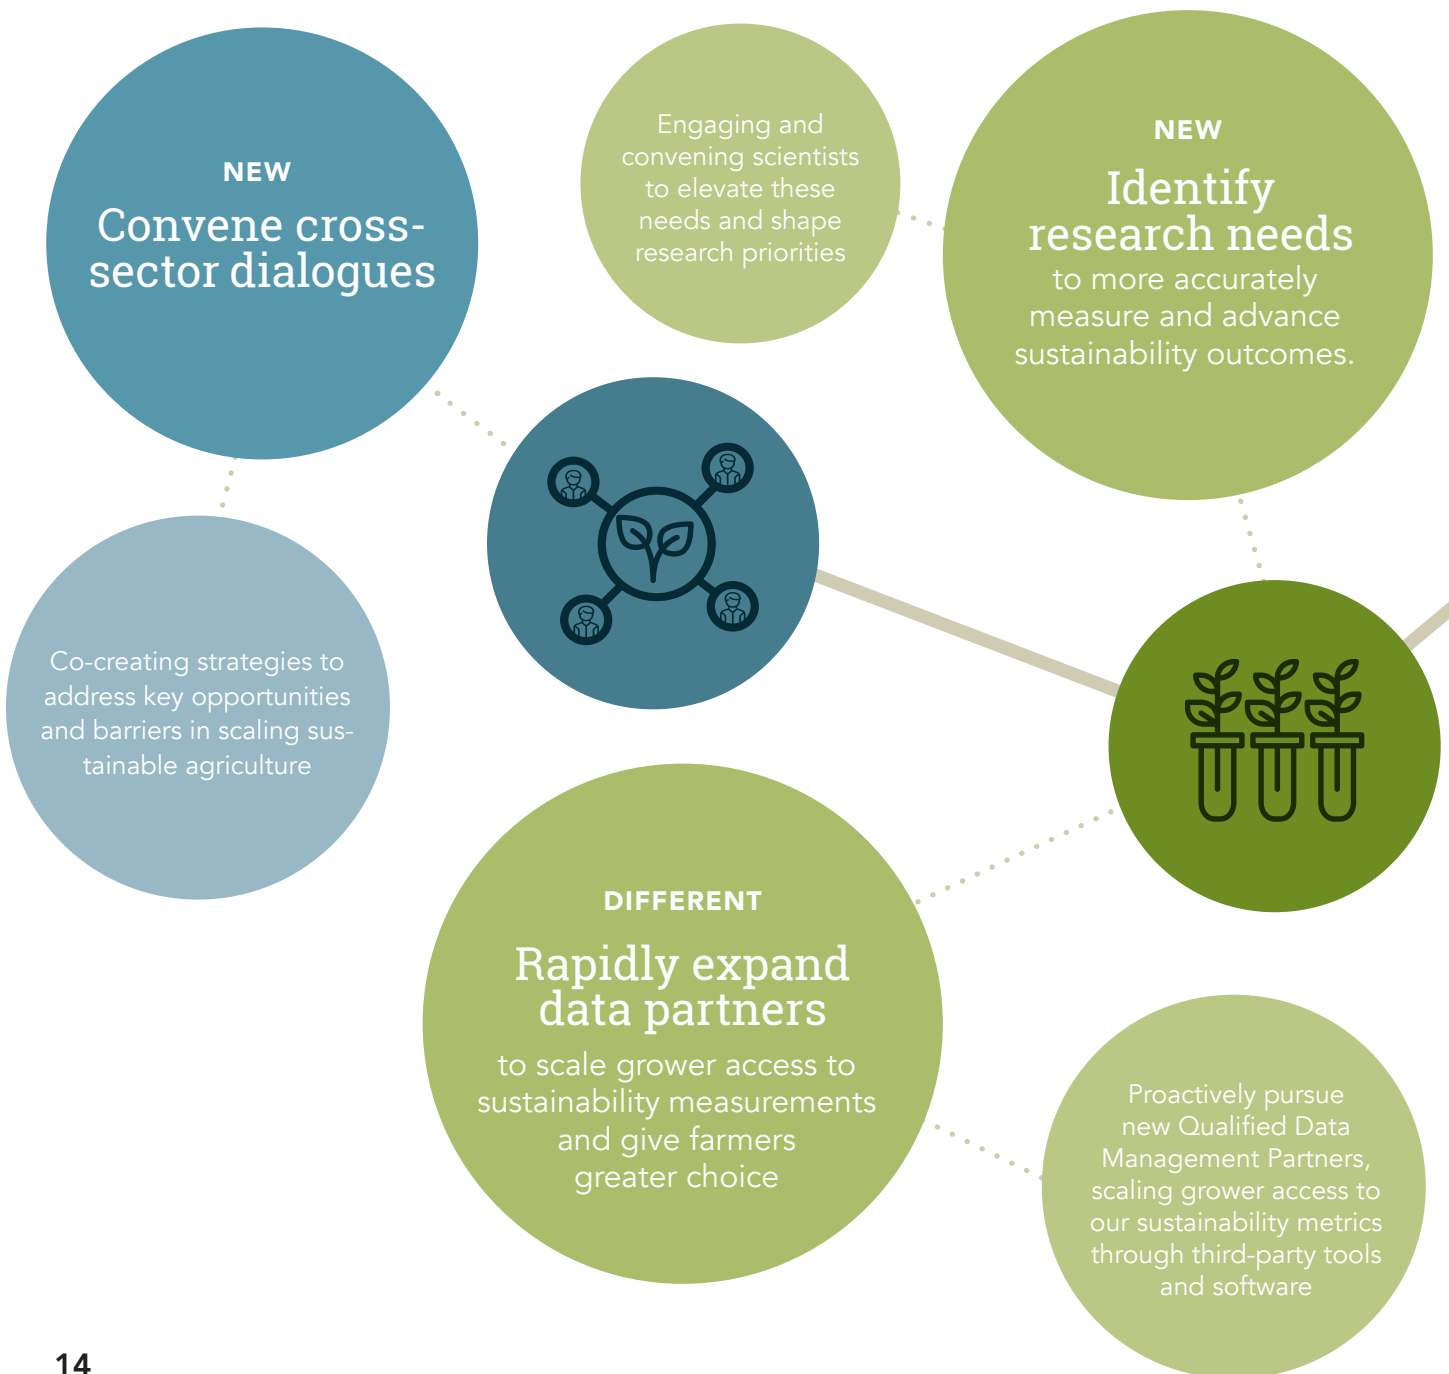 NEW
Convene cross-
sector dialogues
Co-creating strategies to
address key opportunities
and barriers in scaling sus-
tainable agriculture
Engaging and
convening scientists
to elevate these
needs and shape
research priorities
NEW
Identify
research needs
to more accurately
measure and advance
sustainability outcomes.
DIFFERENT
Rapidly expand
data partners
to scale grower access to
sustainability measurements
and give farmers
greater choice
Proactively pursue
new Qualified Data
Management Partners,
scaling grower access to
our sustainability metrics
through third-party tools
and software
14